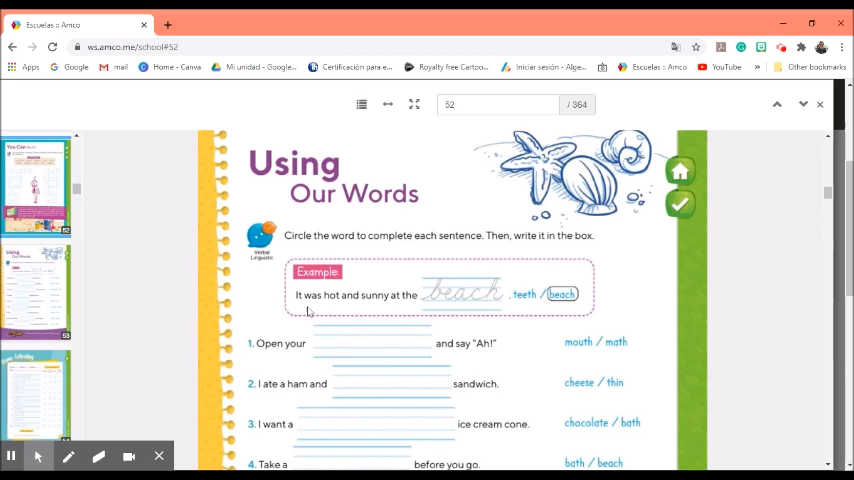 Escuelas :: Amco
ws.amco.me/school#52
Apps
Google
mail
Home - Canva
Mi unidad - Google...
Certificación para e...
Royalty free Cartoo...
Iniciar sesión - Alge...
Escuelas :: Amco
YouTube
Other bookmarks
52
/ 364
52
53
Using
Our Words
Verbal
Linguistic
Circle the word to complete each sentence. Then, write it in the box.
Example:
It was hot and sunny at the beach . teeth / beach
1. Open your and say "Ah!" mouth / math
2. I ate a ham and sandwich. cheese / thin
3. I want a ice cream cone. chocolate / bath
4. Take a before you go. bath / beach